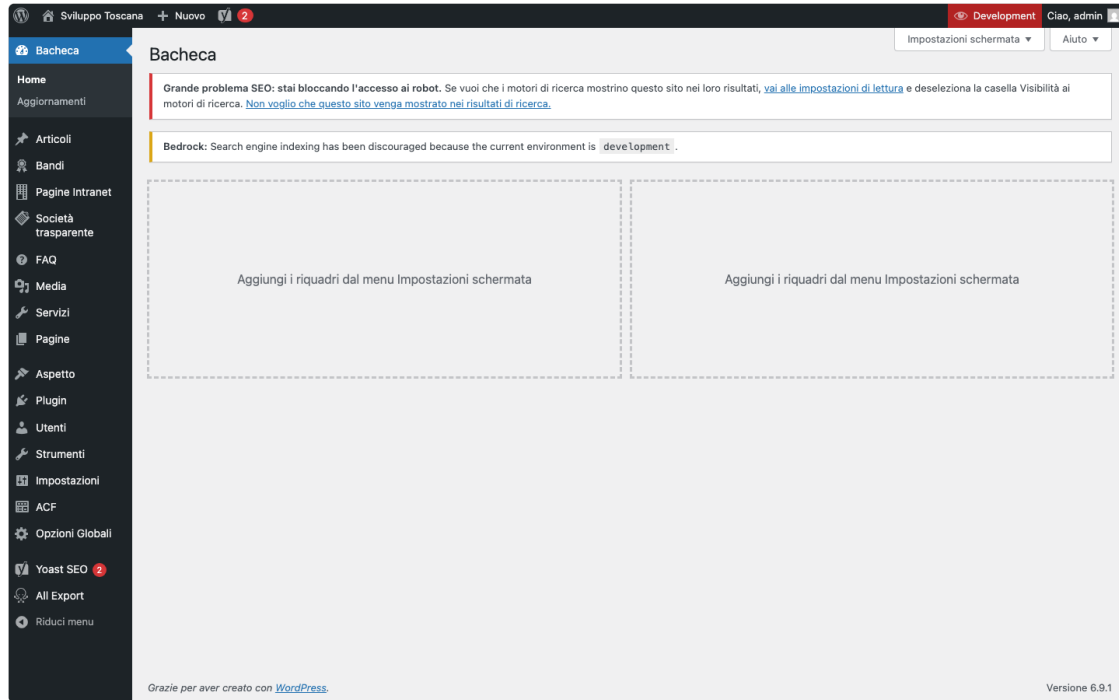 Sviluppo Toscana
Nuovo
2
Development
Ciao, admin
Bacheca
Home
Aggiornamenti
Articoli
Bandi
Pagine Intranet
Società
trasparente
FAQ
Media
Servizi
Pagine
Aspetto
Plugin
Utenti
Strumenti
Impostazioni
ACF
Opzioni Globali
Yoast SEO 2
All Export
Riduci menu
Impostazioni schermata
Aiuto
Bacheca
Grande problema SEO: stai bloccando l'accesso ai robot. Se vuoi che i motori di ricerca mostrino questo sito nei loro risultati, vai alle impostazioni di lettura e deseleziona la casella Visibilità ai
motori di ricerca. Non voglio che questo sito venga mostrato nei risultati di ricerca.
Bedrock: Search engine indexing has been discouraged because the current environment is development.
Aggiungi i riquadri dal menu Impostazioni schermata
Aggiungi i riquadri dal menu Impostazioni schermata
Grazie per aver creato con WordPress.
Versione 6.9.1